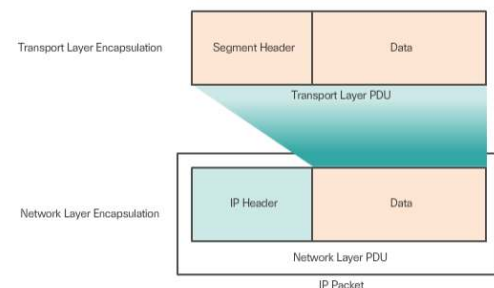 Transport Layer Encapsulation
Segment Header
Data
Transport Layer PDU
Network Layer Encapsulation
IP Header
Data
Network Layer PDU
IP Packet